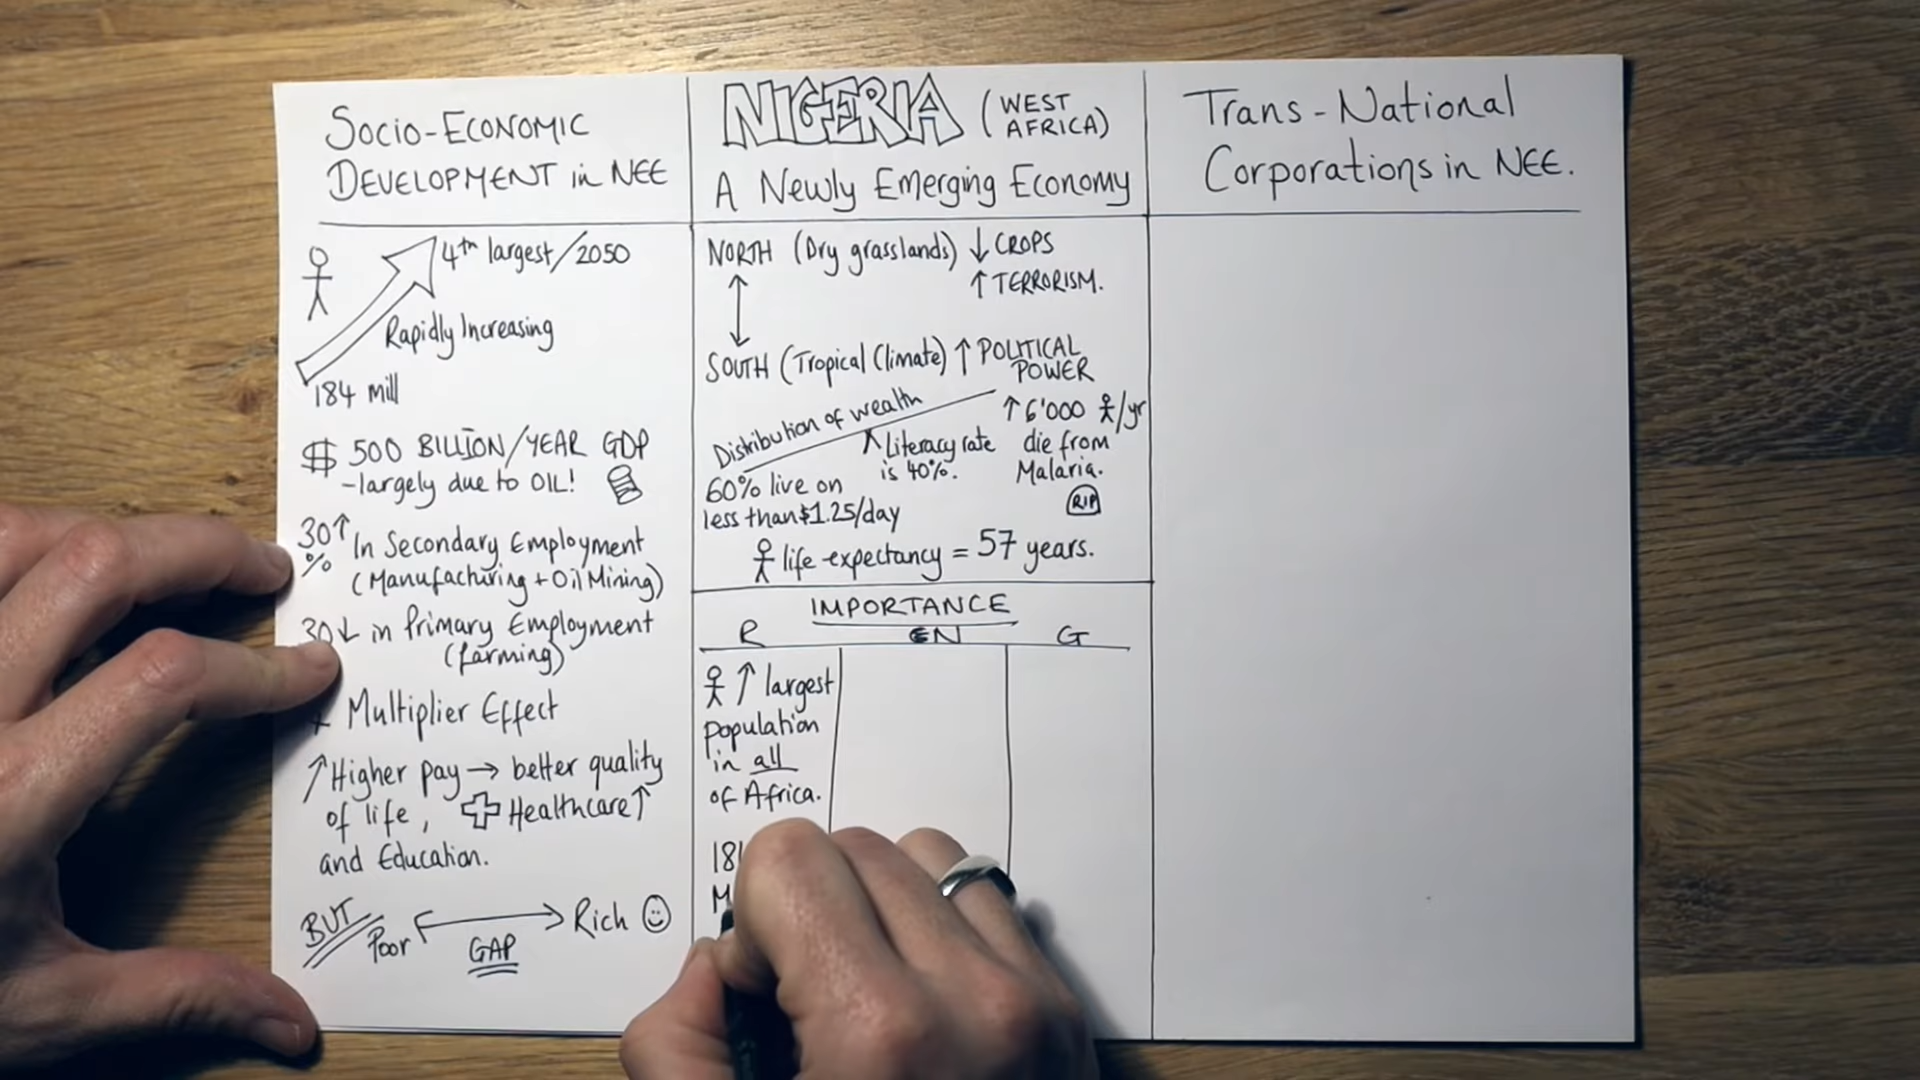 SOCIO-ECONOMIC
DEVELOPMENT in NEE
4th largest/2050
Rapidly Increasing
184 mill
$ 500 BILLION/YEAR GDP
-largely due to OIL!
30%↑ In Secondary Employment
(Manufacturing + Oil Mining)
30↓ in Primary Employment
(farming)
Multiplier Effect
↑Higher pay → better quality
of life, Healthcare↑
and Education.
BUT
Poor ↔ Rich
GAP
NIGERIA (WEST
AFRICA)
A Newly Emerging Economy
NORTH (Dry grasslands) ↓CROPS
↑TERRORISM.
SOUTH (Tropical Climate) ↑POLITICAL
POWER
Distribution of wealth
60% live on
less than $1.25/day
Literacy rate
is 40%.
↑6'000 /yr
die from
Malaria.
RIP
life expectancy = 57 years.
IMPORTANCE
R EN G
↑ largest
population
in all
of Africa.
Trans-National
Corporations in NEE.